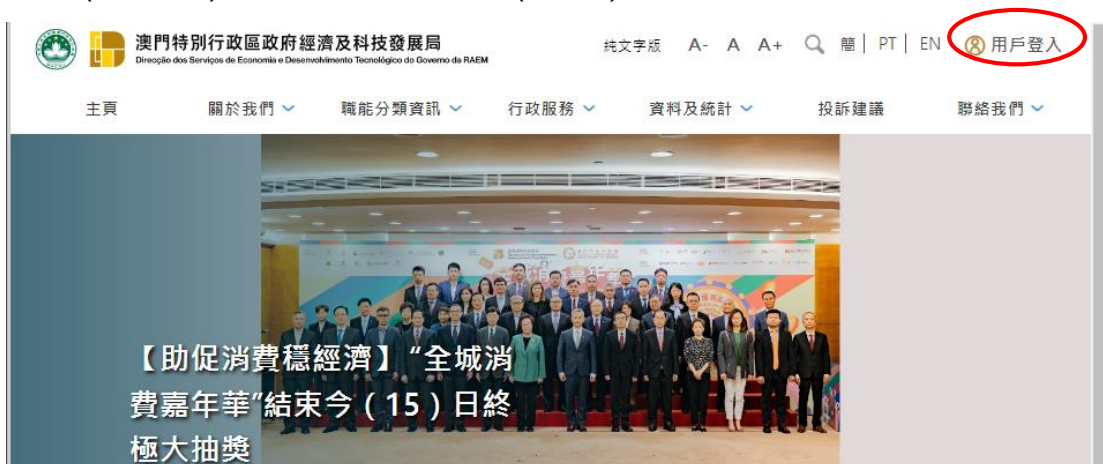 澳門特別行政區政府經濟及科技發展局
Direcção dos Serviços de Economia e Desenvolvimento Tecnológico do Governo da RAEM
純文字版 A- A A+ 簡 | PT | EN 用戶登入
主頁 關於我們 職能分類資訊 行政服務 資料及統計 投訴建議 聯絡我們
【助促消費穩經濟】“全城消
費嘉年華”結束今（15）日終
極大抽獎